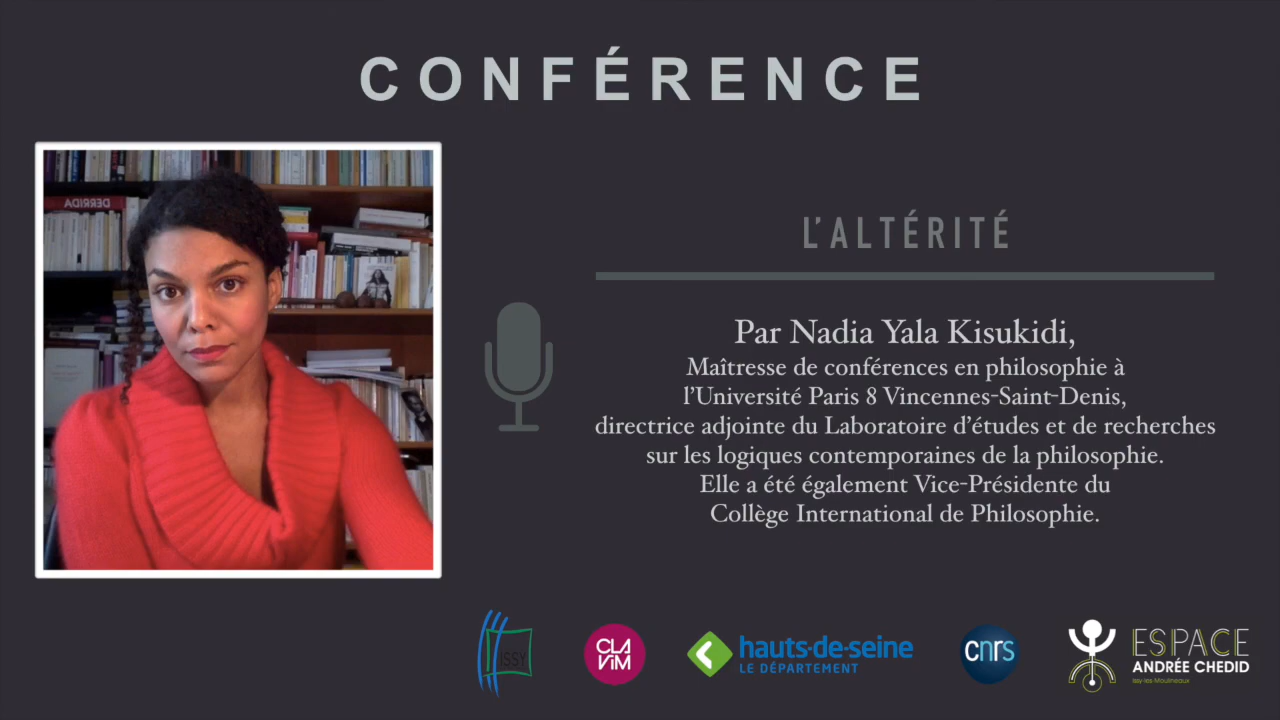 CONFÉRENCE
DERRIDA
L'ALTÉRITÉ
Par Nadia Yala Kisukidi,
Maîtresse de conférences en philosophie à
l'Université Paris 8 Vincennes-Saint-Denis,
directrice adjointe du Laboratoire d'études et de recherches
sur les logiques contemporaines de la philosophie.
Elle a été également Vice-Présidente du
Collège International de Philosophie.
ISSY
CLAViM
hauts-de-seine
LE DÉPARTEMENT
cnrs
ESPACE
ANDRÉE CHEDID
Issy-les-Moulineaux